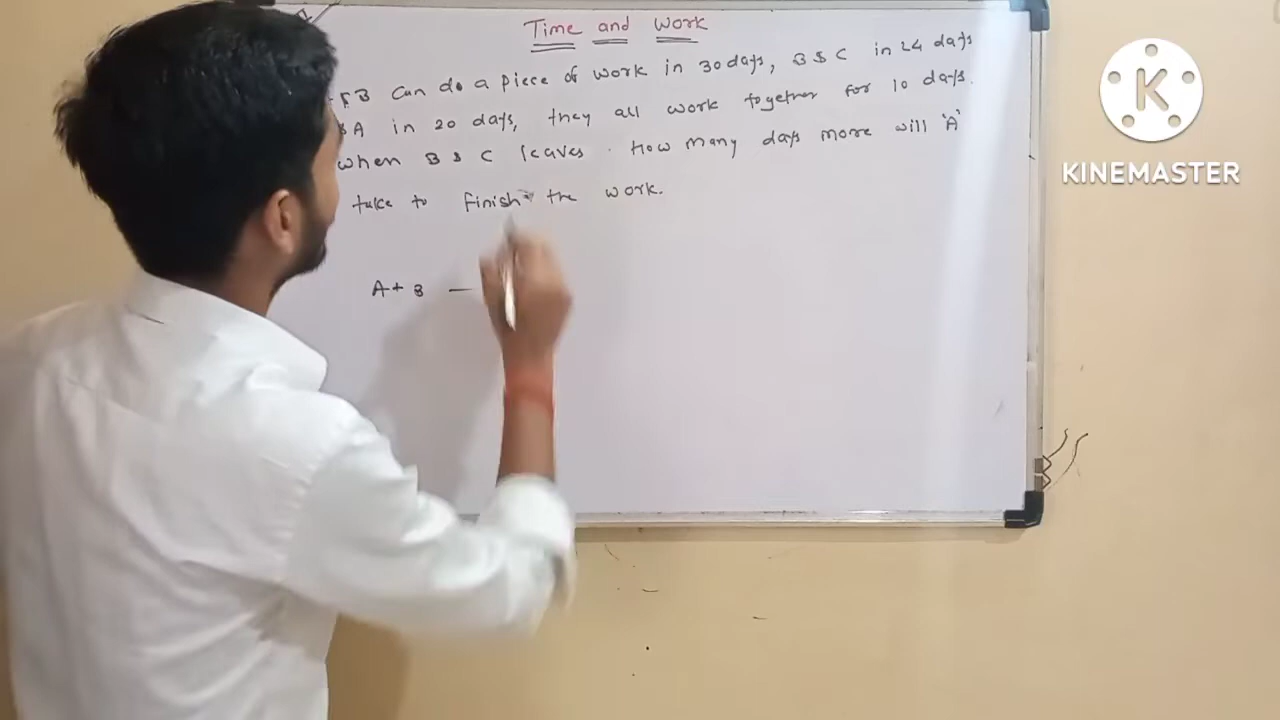 Time and work
& B can do a piece of work in 30 days, B & C in 24 days
& A in 20 days, they all work together for 10 days.
when B & C leaves. How many days more will 'A'
take to finish the work.
A + B —
K
KINEMASTER